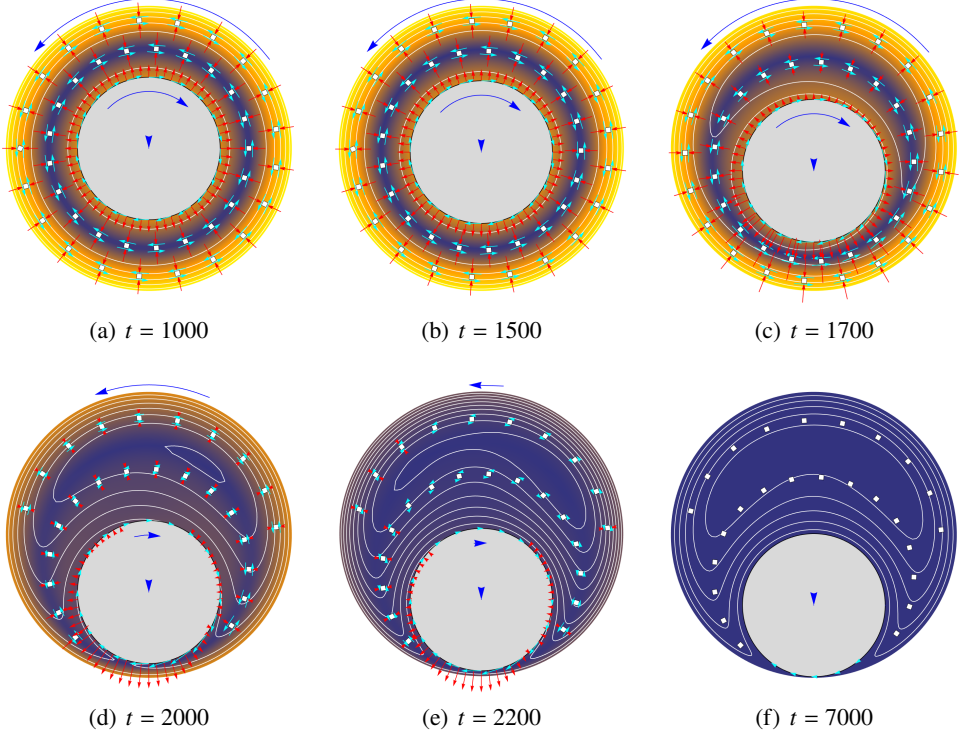 (a) t = 1000
(b) t = 1500
(c) t = 1700
(d) t = 2000
(e) t = 2200
(f) t = 7000